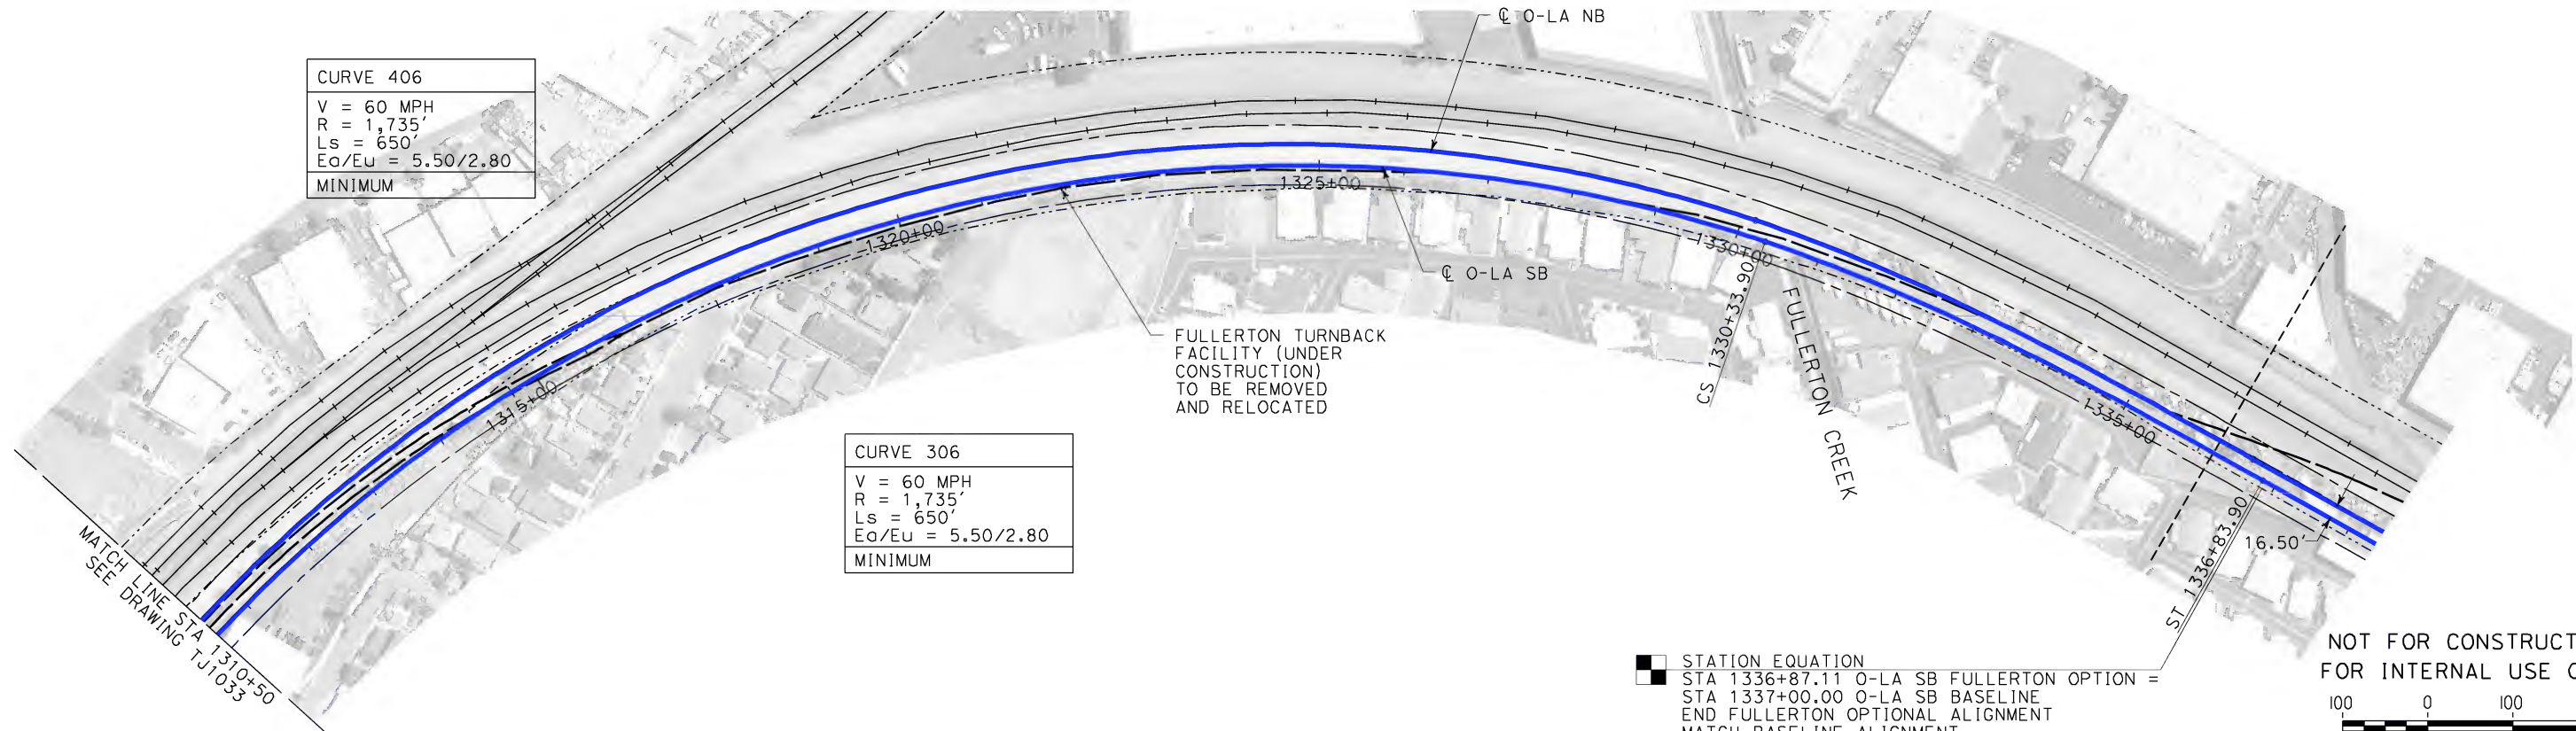 ℄ O-LA NB
CURVE 406
V = 60 MPH
R = 1,735'
Ls = 650'
Ea/Eu = 5.50/2.80
MINIMUM
1325+00
1320+00
1330+00
℄ O-LA SB
CS 1330+33.90
FULLERTON CREEK
FULLERTON TURNBACK
FACILITY (UNDER
CONSTRUCTION)
TO BE REMOVED
AND RELOCATED
1315+00
1335+00
CURVE 306
V = 60 MPH
R = 1,735'
Ls = 650'
Ea/Eu = 5.50/2.80
MINIMUM
16.50'
ST 1336+83.90
MATCH LINE STA 1310+50
SEE DRAWING TJ1033
STATION EQUATION
STA 1336+87.11 O-LA SB FULLERTON OPTION =
STA 1337+00.00 O-LA SB BASELINE
END FULLERTON OPTIONAL ALIGNMENT
MATCH BASELINE ALIGNMENT
NOT FOR CONSTRUCT
FOR INTERNAL USE
100 0 100